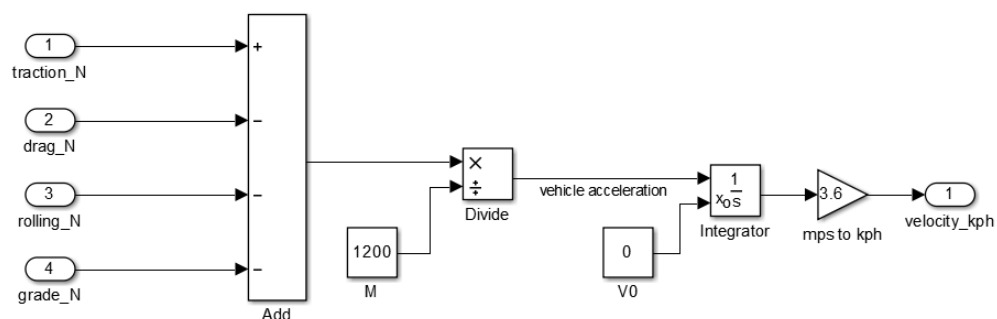 1
traction_N
2
drag_N
3
rolling_N
4
grade_N
+
−
−
−
Add
×
÷
Divide
1200
M
vehicle acceleration
0
V0
1
x₀ s
Integrator
3.6
mps to kph
1
velocity_kph